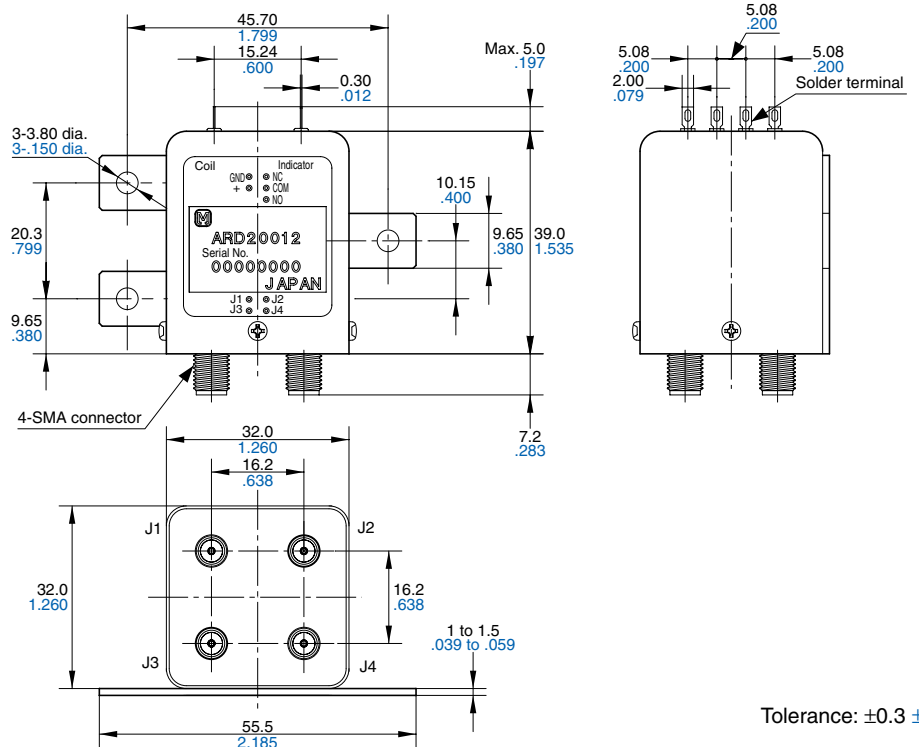 45.70
1.799
15.24
.600
0.30
.012
Max. 5.0
.197
5.08
.200
5.08
.200
5.08
.200
2.00
.079
Solder terminal
3-3.80 dia.
3-.150 dia.
Coil
Indicator
GND
NC
+
COM
NO
M
ARD20012
Serial No.
00000000
JAPAN
J1
J2
J3
J4
20.3
.799
9.65
.380
10.15
.400
9.65
.380
39.0
1.535
4-SMA connector
7.2
.283
32.0
1.260
16.2
.638
J1
J2
32.0
1.260
16.2
.638
J3
J4
1 to 1.5
.039 to .059
55.5
2.185
Tolerance: ±0.3 ±